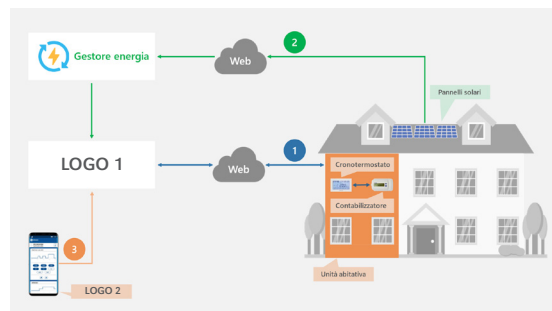 Gestore energia
Web
2
Pannelli solari
LOGO 1
Web
1
Cronotermostato
Contabilizzatore
3
LOGO 2
Unità abitativa